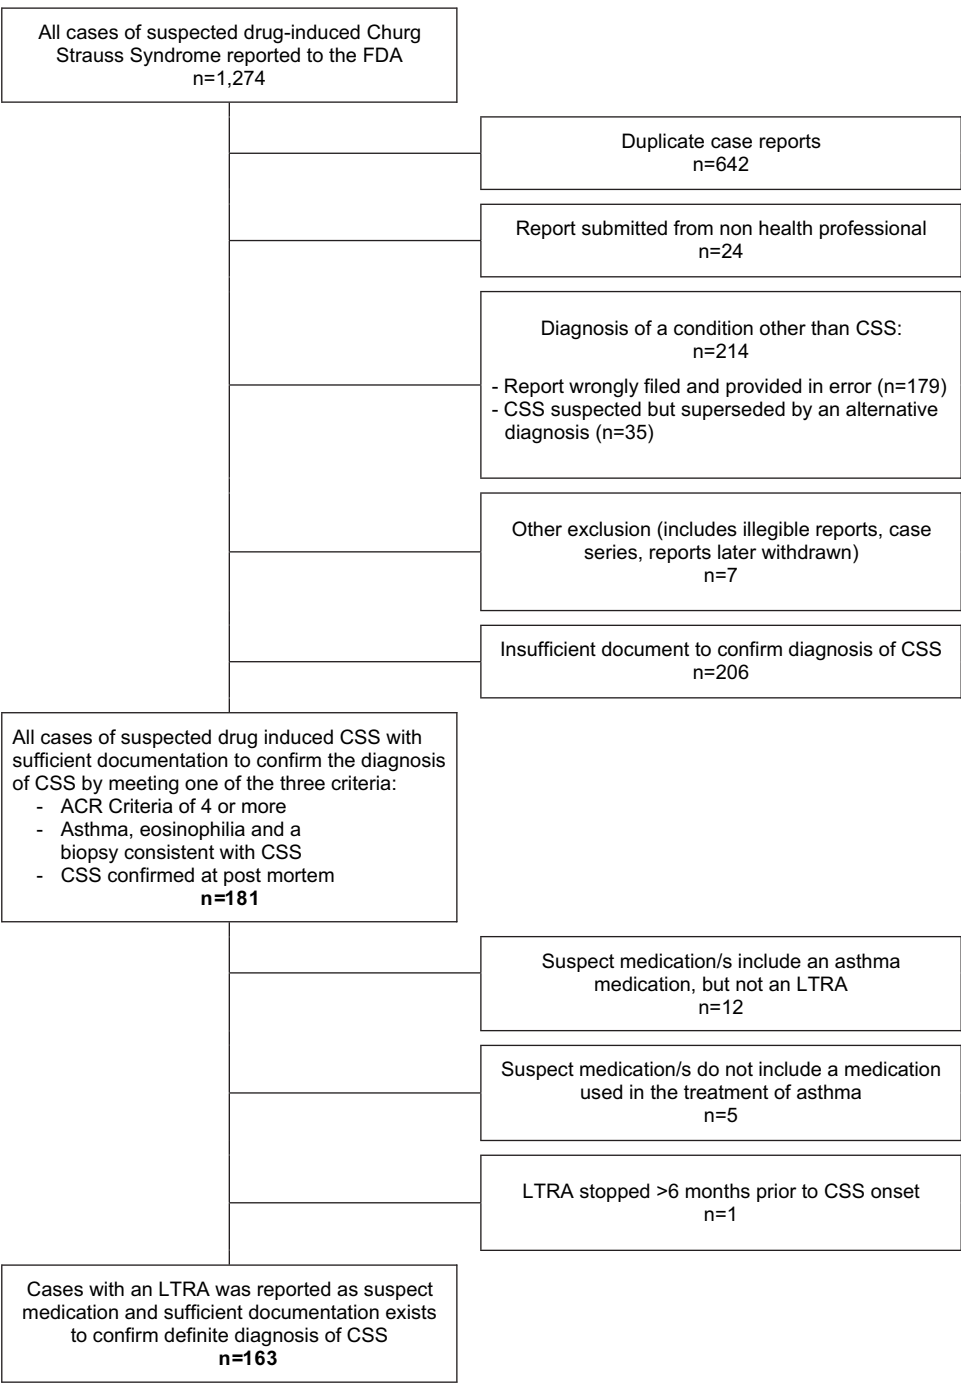 All cases of suspected drug-induced Churg
Strauss Syndrome reported to the FDA
n=1,274
Duplicate case reports
n=642
Report submitted from non health professional
n=24
Diagnosis of a condition other than CSS:
n=214
- Report wrongly filed and provided in error (n=179)
- CSS suspected but superseded by an alternative
diagnosis (n=35)
Other exclusion (includes illegible reports, case
series, reports later withdrawn)
n=7
Insufficient document to confirm diagnosis of CSS
n=206
All cases of suspected drug induced CSS with
sufficient documentation to confirm the diagnosis
of CSS by meeting one of the three criteria:
- ACR Criteria of 4 or more
- Asthma, eosinophilia and a
biopsy consistent with CSS
- CSS confirmed at post mortem
n=181
Suspect medication/s include an asthma
medication, but not an LTRA
n=12
Suspect medication/s do not include a medication
used in the treatment of asthma
n=5
LTRA stopped >6 months prior to CSS onset
n=1
Cases with an LTRA was reported as suspect
medication and sufficient documentation exists
to confirm definite diagnosis of CSS
n=163